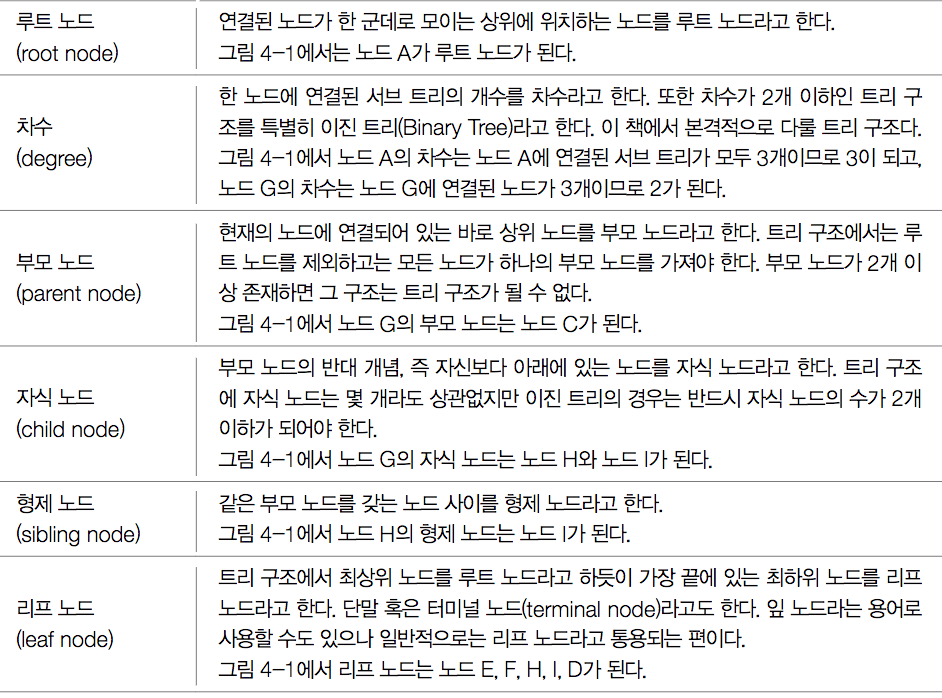 루트 노드
(root node)
연결된 노드가 한 군데로 모이는 상위에 위치하는 노드를 루트 노드라고 한다.
그림 4-1에서는 노드 A가 루트 노드가 된다.
차수
(degree)
한 노드에 연결된 서브 트리의 개수를 차수라고 한다. 또한 차수가 2개 이하인 트리 구
조를 특별히 이진 트리(Binary Tree)라고 한다. 이 책에서 본격적으로 다룰 트리 구조다.
그림 4-1에서 노드 A의 차수는 노드 A에 연결된 서브 트리가 모두 3개이므로 3이 되고,
노드 G의 차수는 노드 G에 연결된 노드가 3개이므로 2가 된다.
부모 노드
(parent node)
현재의 노드에 연결되어 있는 바로 상위 노드를 부모 노드라고 한다. 트리 구조에서는 루
트 노드를 제외하고는 모든 노드가 하나의 부모 노드를 가져야 한다. 부모 노드가 2개 이
상 존재하면 그 구조는 트리 구조가 될 수 없다.
그림 4-1에서 노드 G의 부모 노드는 노드 C가 된다.
자식 노드
(child node)
부모 노드의 반대 개념, 즉 자신보다 아래에 있는 노드를 자식 노드라고 한다. 트리 구조
에 자식 노드는 몇 개라도 상관없지만 이진 트리의 경우는 반드시 자식 노드의 수가 2개
이하가 되어야 한다.
그림 4-1에서 노드 G의 자식 노드는 노드 H와 노드 I가 된다.
형제 노드
(sibling node)
같은 부모 노드를 갖는 노드 사이를 형제 노드라고 한다.
그림 4-1에서 노드 H의 형제 노드는 노드 I가 된다.
리프 노드
(leaf node)
트리 구조에서 최상위 노드를 루트 노드라고 하듯이 가장 끝에 있는 최하위 노드를 리프
노드라고 한다. 단말 혹은 터미널 노드(terminal node)라고도 한다. 잎 노드라는 용어로
사용할 수도 있으나 일반적으로는 리프 노드라고 통용되는 편이다.
그림 4-1에서 리프 노드는 노드 E, F, H, I, D가 된다.